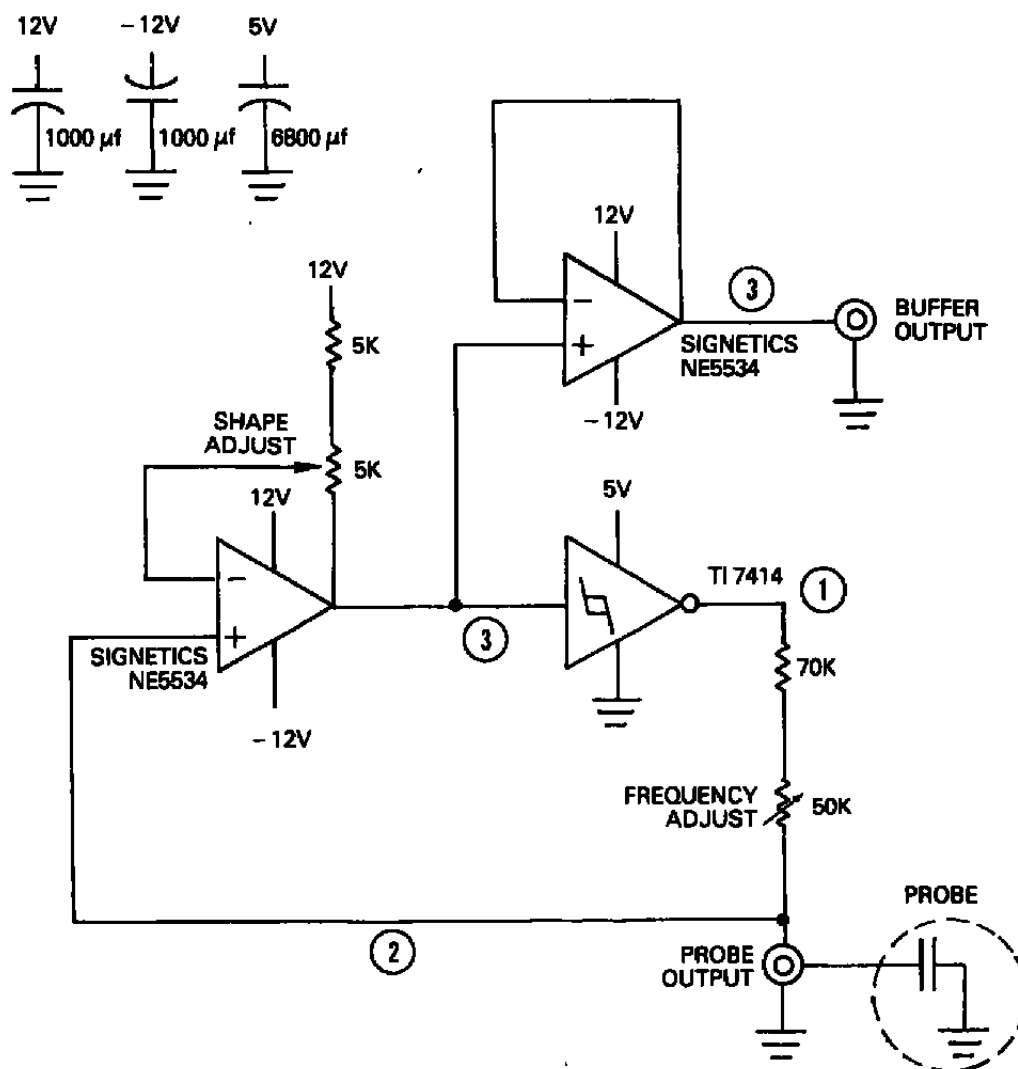 12V
−12V
5V
1000 µf
1000 µf
6800 µf
12V
−
+
−12V
3
SIGNETICS
NE5534
BUFFER
OUTPUT
12V
5K
SHAPE
ADJUST
5K
12V
−
+
SIGNETICS
NE5534
−12V
3
5V
TI 7414
1
70K
FREQUENCY
ADJUST
50K
2
PROBE
OUTPUT
PROBE